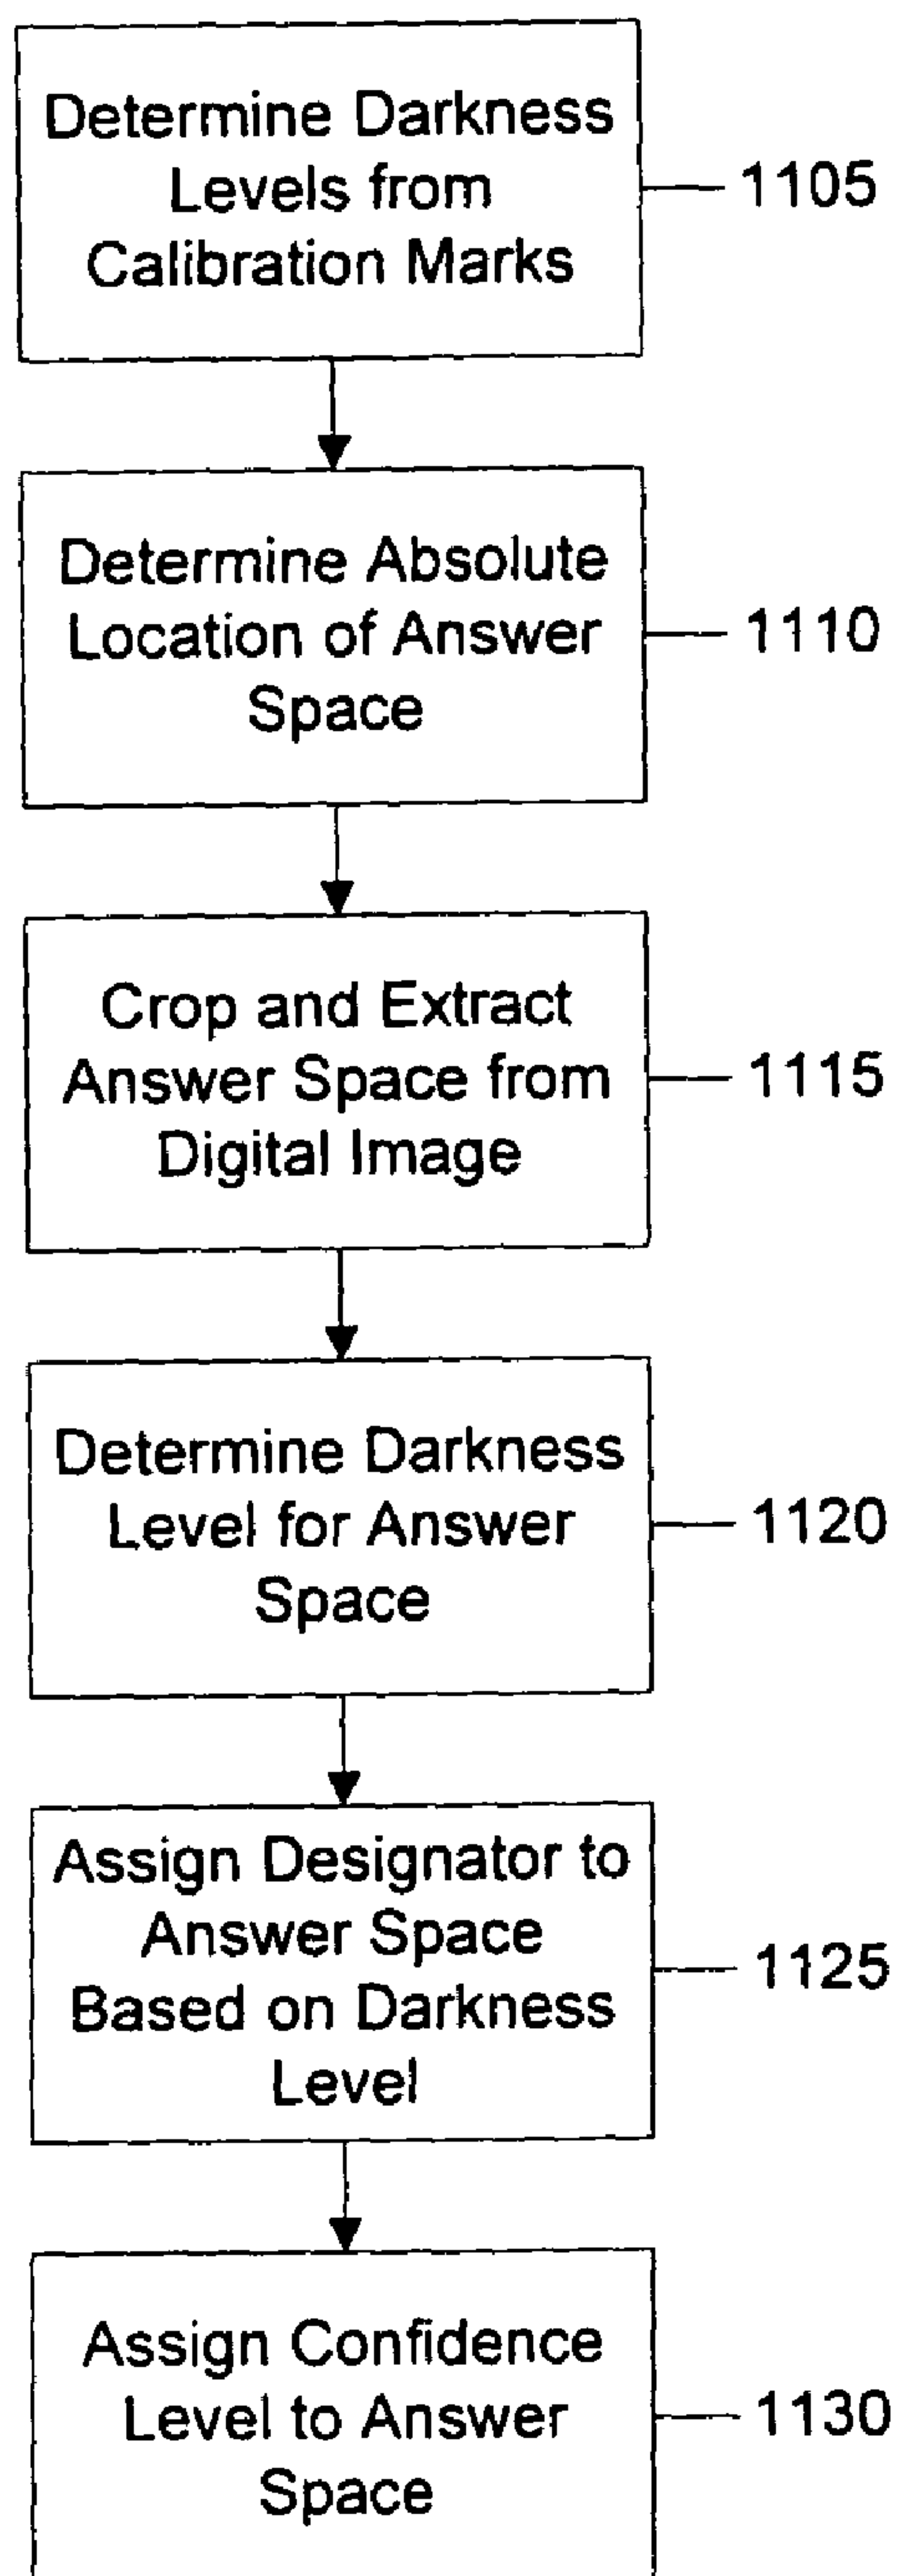 Determine Darkness
Levels from
Calibration Marks
1105
Determine Absolute
Location of Answer
Space
1110
Crop and Extract
Answer Space from
Digital Image
1115
Determine Darkness
Level for Answer
Space
1120
Assign Designator to
Answer Space
Based on Darkness
Level
1125
Assign Confidence
Level to Answer
Space
1130